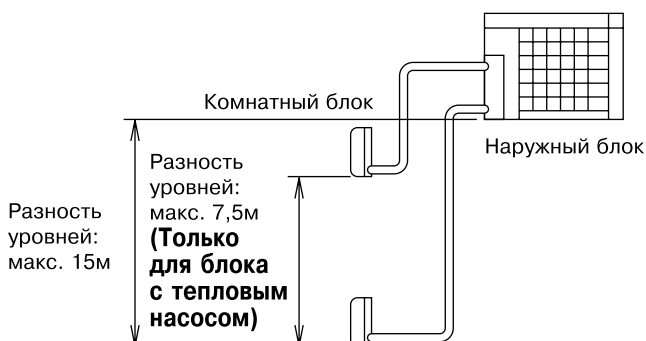 Комнатный блок
Наружный блок
Разность
уровней:
макс. 15м
Разность
уровней:
макс. 7,5м
(Только
для блока
с тепловым
насосом)